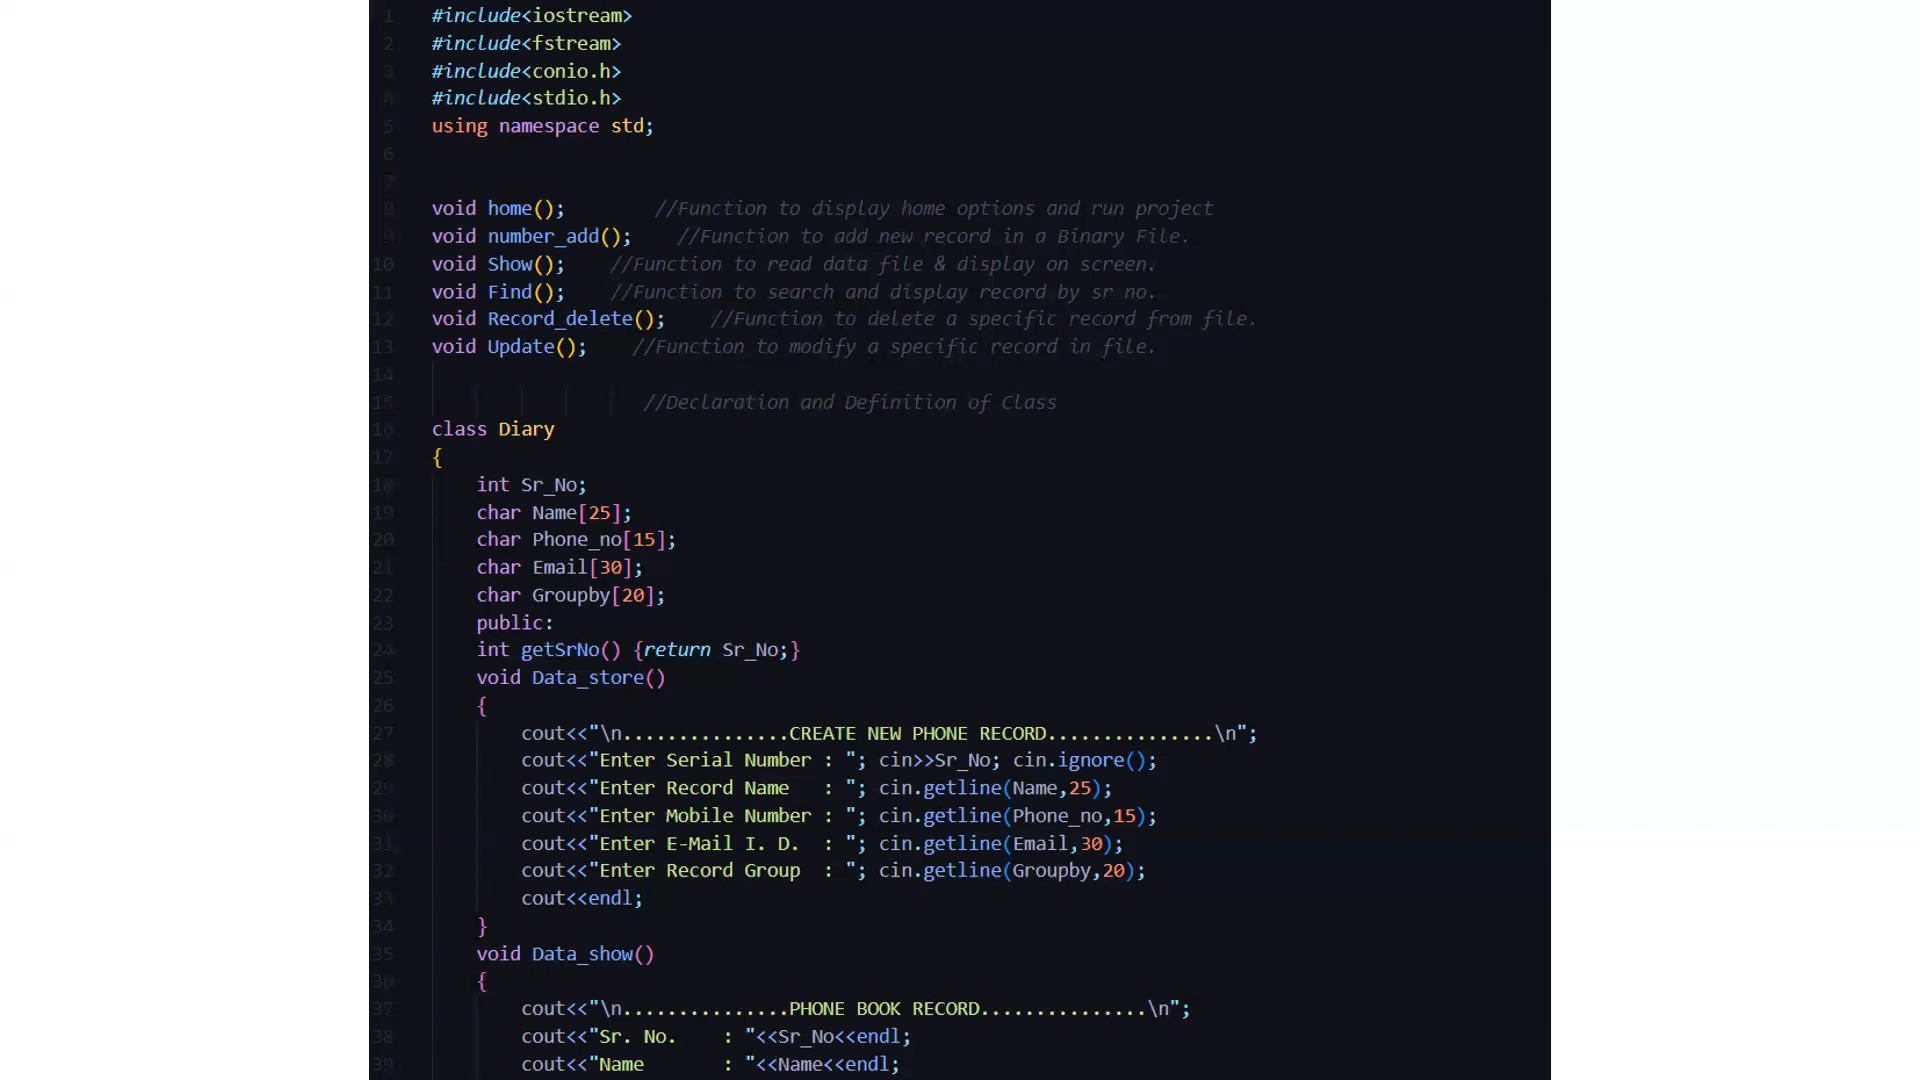 1 #include<iostream>
2 #include<fstream>
3 #include<conio.h>
4 #include<stdio.h>
5 using namespace std;
6
7
8 void home();        //Function to display home options and run project
9 void number_add();    //Function to add new record in a Binary File.
10 void Show();    //Function to read data file & display on screen.
11 void Find();    //Function to search and display record by sr no.
12 void Record_delete();    //Function to delete a specific record from file.
13 void Update();    //Function to modify a specific record in file.
14
15                    //Declaration and Definition of Class
16 class Diary
17 {
18     int Sr_No;
19     char Name[25];
20     char Phone_no[15];
21     char Email[30];
22     char Groupby[20];
23     public:
24     int getSrNo() {return Sr_No;}
25     void Data_store()
26     {
27         cout<<"\n...............CREATE NEW PHONE RECORD...............\n";
28         cout<<"Enter Serial Number : "; cin>>Sr_No; cin.ignore();
29         cout<<"Enter Record Name   : "; cin.getline(Name,25);
30         cout<<"Enter Mobile Number : "; cin.getline(Phone_no,15);
31         cout<<"Enter E-Mail I. D.  : "; cin.getline(Email,30);
32         cout<<"Enter Record Group  : "; cin.getline(Groupby,20);
33         cout<<endl;
34     }
35     void Data_show()
36     {
37         cout<<"\n...............PHONE BOOK RECORD...............\n";
38         cout<<"Sr. No.    : "<<Sr_No<<endl;
39         cout<<"Name       : "<<Name<<endl;